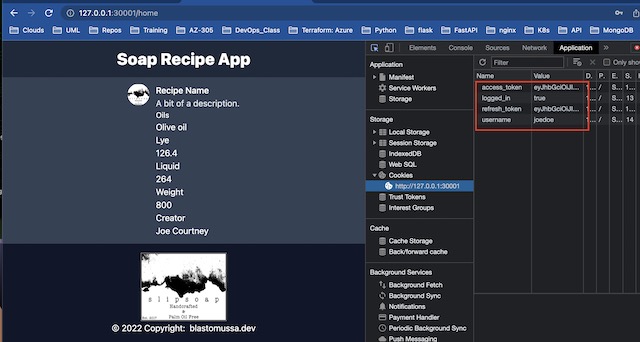 127.0.0.1:30001/home
Clouds UML Repos Training AZ-305 DevOps_Class Terraform: Azure Python flask FastAPI nginx K8s API MongoDB
Soap Recipe App
Recipe Name
A bit of a description.
Oils
Olive oil
Lye
126.4
Liquid
264
Weight
800
Creator
Joe Courtney
slipsoap
Handcrafted
&
Palm Oil Free
© 2022 Copyright: blastomussa.dev
Elements Console Sources Network Application
Application
Manifest
Service Workers
Storage
Storage
Local Storage
Session Storage
IndexedDB
Web SQL
Cookies
http://127.0.0.1:30001
Trust Tokens
Interest Groups
Cache
Cache Storage
Back/forward cache
Background Services
Background Fetch
Background Sync
Notifications
Payment Handler
Periodic Background Sync
Push Messaging
Filter Only show
Name Value D. P. E. S.
access_token eyJhbGciOiJI... 1... / S...
logged_in true 1... / S... 13
refresh_token eyJhbGciOiJI... 1... / S...
username joedoe 1... / S... 14